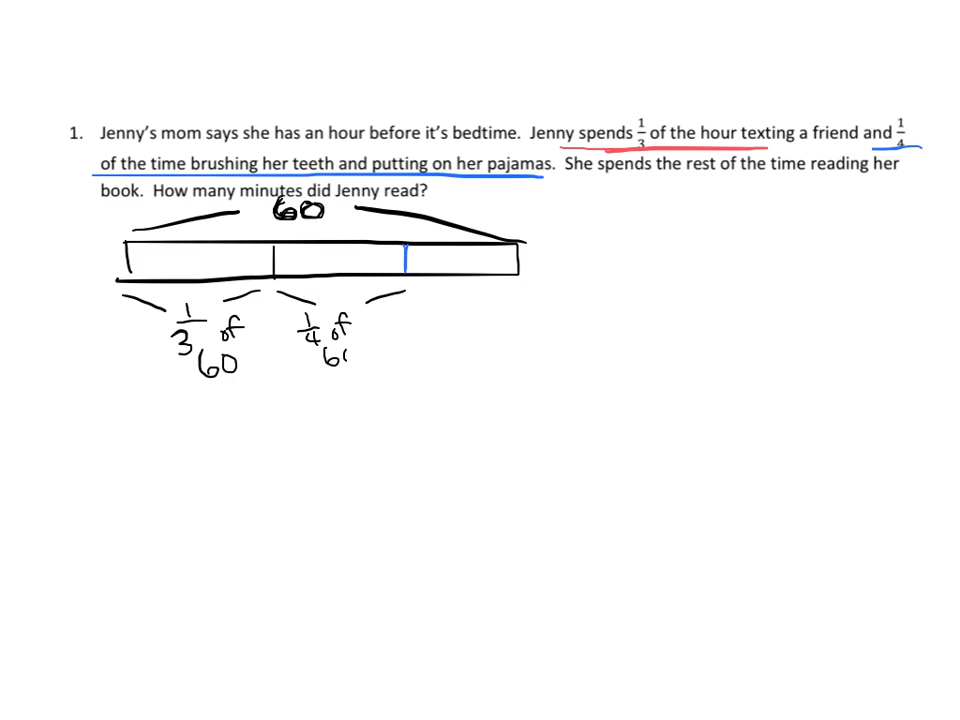 1. Jenny's mom says she has an hour before it's bedtime. Jenny spends 1/3 of the hour texting a friend and 1/4
of the time brushing her teeth and putting on her pajamas. She spends the rest of the time reading her
book. How many minutes did Jenny read?
60
1/3 of 1/4 of
60 6(